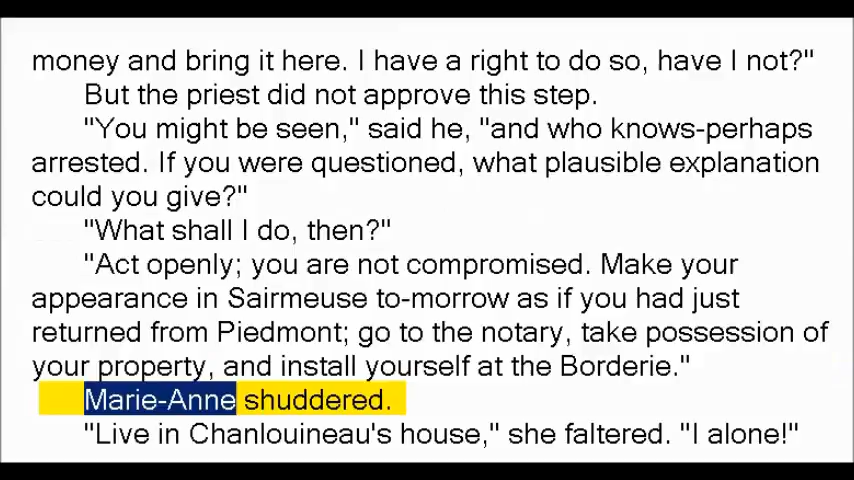 money and bring it here. I have a right to do so, have I not?"
But the priest did not approve this step.
"You might be seen," said he, "and who knows-perhaps
arrested. If you were questioned, what plausible explanation
could you give?"
"What shall I do, then?"
"Act openly; you are not compromised. Make your
appearance in Sairmeuse to-morrow as if you had just
returned from Piedmont; go to the notary, take possession of
your property, and install yourself at the Borderie."
Marie-Anne shuddered.
"Live in Chanlouineau's house," she faltered. "I alone!"